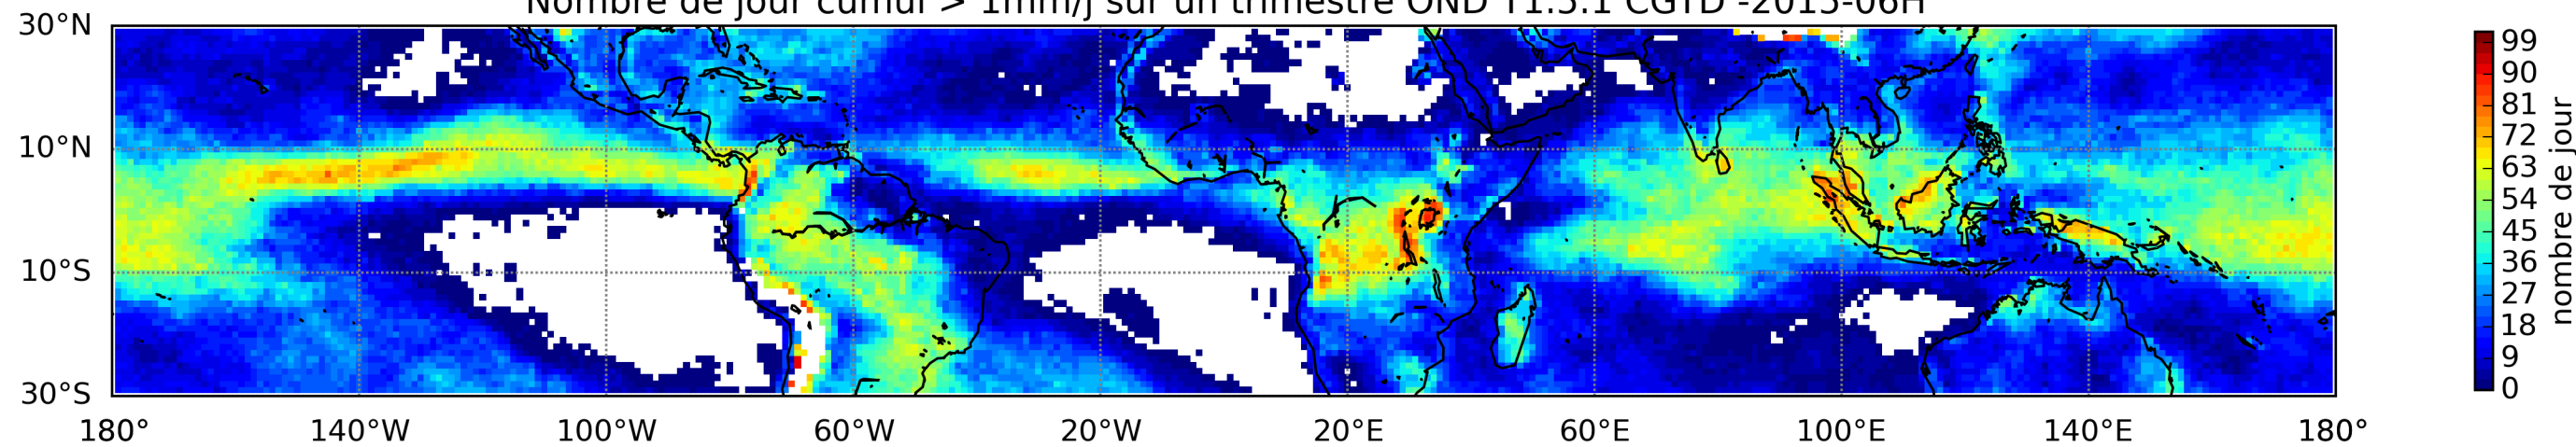 Nombre de jour cumul > 1mm/j sur un trimestre OND T1.5.1 CGTD -2015-06H
30°N
10°N
10°S
30°S
180° 140°W 100°W 60°W 20°W 20°E 60°E 100°E 140°E 180°
99
90
81
72
63
54
45
36
27
18
9
0
nombre de jour